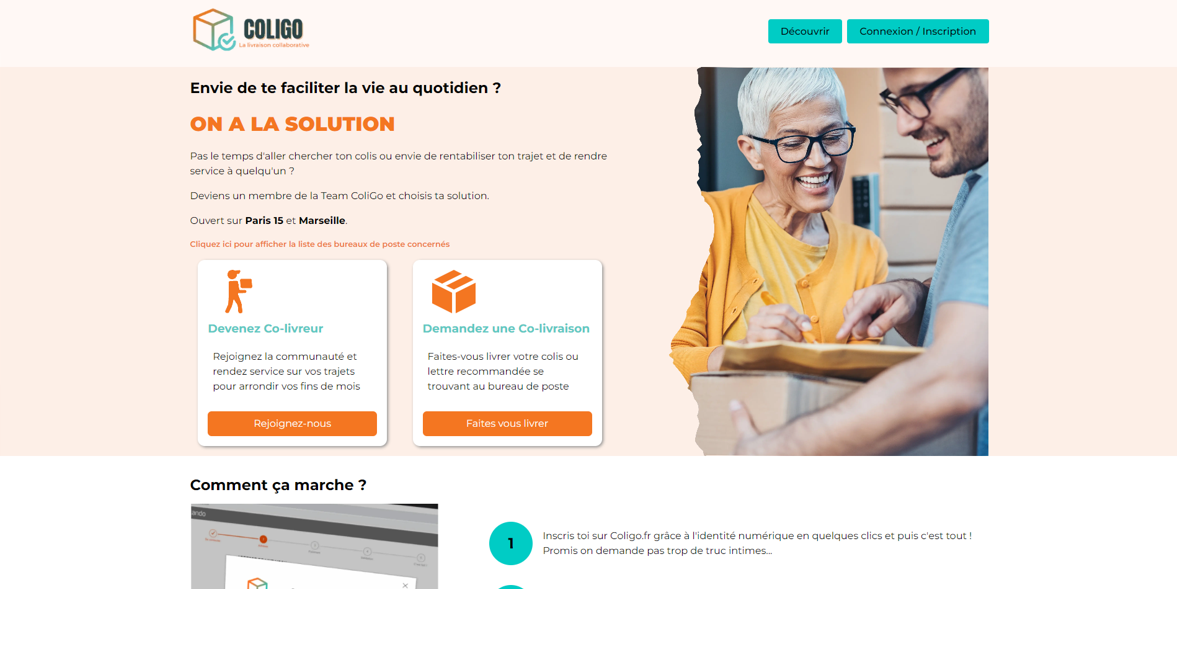 COLIGO
La livraison collaborative
Découvrir
Connexion / Inscription
Envie de te faciliter la vie au quotidien ?
ON A LA SOLUTION
Pas le temps d'aller chercher ton colis ou envie de rentabiliser ton trajet et de rendre
service à quelqu'un ?
Deviens un membre de la Team ColiGo et choisis ta solution.
Ouvert sur Paris 15 et Marseille.
Cliquez ici pour afficher la liste des bureaux de poste concernés
Devenez Co-livreur
Rejoignez la communauté et
rendez service sur vos trajets
pour arrondir vos fins de mois
Rejoignez-nous
Demandez une Co-livraison
Faites-vous livrer votre colis ou
lettre recommandée se
trouvant au bureau de poste
Faites vous livrer
Comment ça marche ?
1
Inscris toi sur Coligo.fr grâce à l'identité numérique en quelques clics et puis c'est tout !
Promis on demande pas trop de truc intimes...